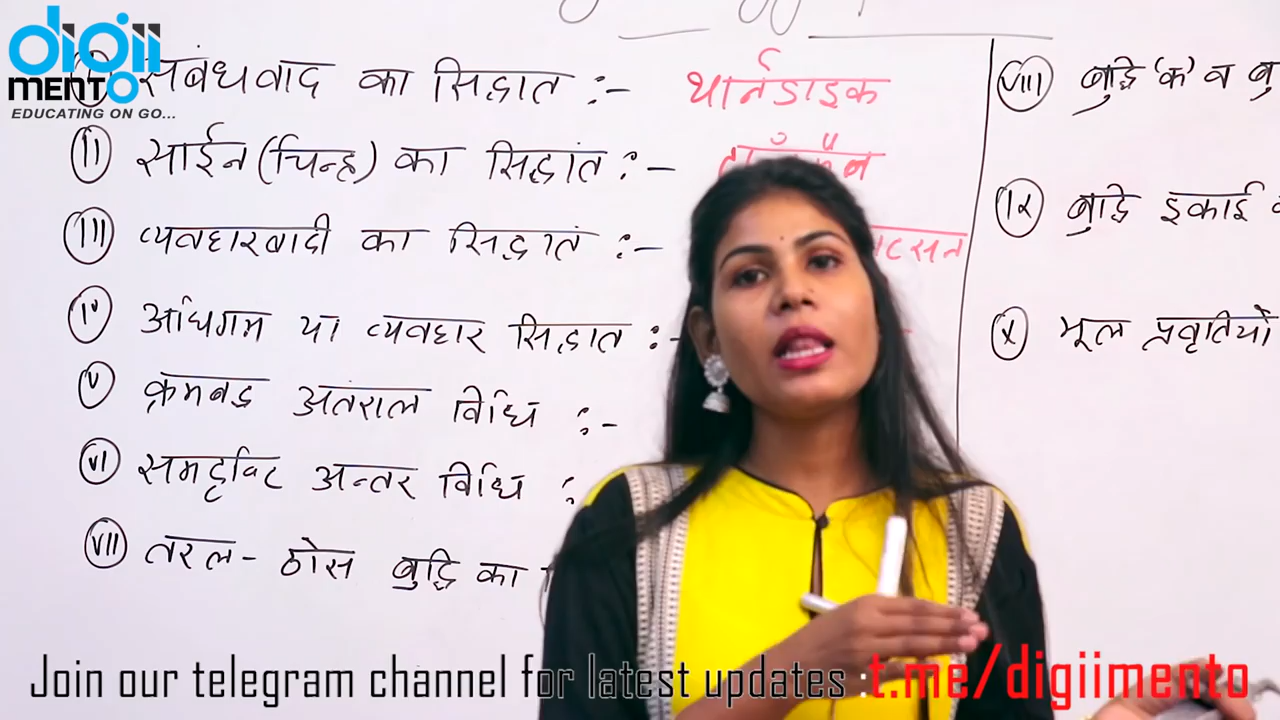 digii
MENTO
EDUCATING ON GO...
संबंधवाद का सिद्धात :- थार्नडाइक
II साईन (चिन्ह) का सिद्धांत :-
III व्यवहारवादी का सिद्धातं :- वाटसन
IV अधिगम या व्यवहार सिद्धात :-
V क्रमबद्ध अंतराल विधि :-
VI समदृष्टि अन्तर विधि :
VII तरल - ठोस बुद्धि का
VIII बुद्धि 'क' व बु
IX बुद्धि इकाई
X मूल प्रवृतियों
Join our telegram channel for latest updates : t.me/digiimento